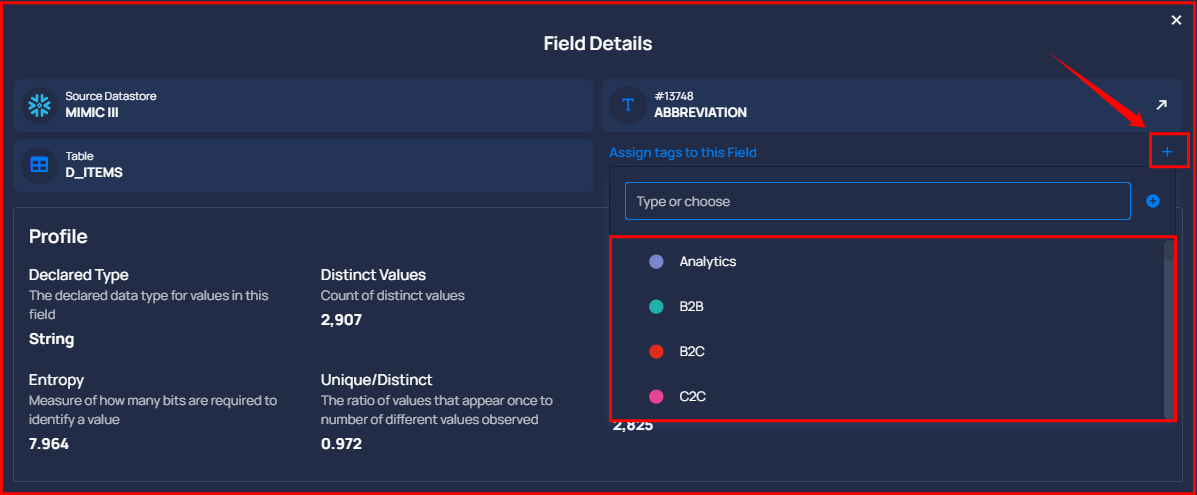 Field Details
Source Datastore
MIMIC III
#13748
ABBREVIATION
Table
D_ITEMS
Assign tags to this Field
Type or choose
Analytics
B2B
B2C
C2C
Profile
Declared Type
The declared data type for values in this
field
String
Distinct Values
Count of distinct values
2,907
Entropy
Measure of how many bits are required to
identify a value
7.964
Unique/Distinct
The ratio of values that appear once to
number of different values observed
0.972
2,825